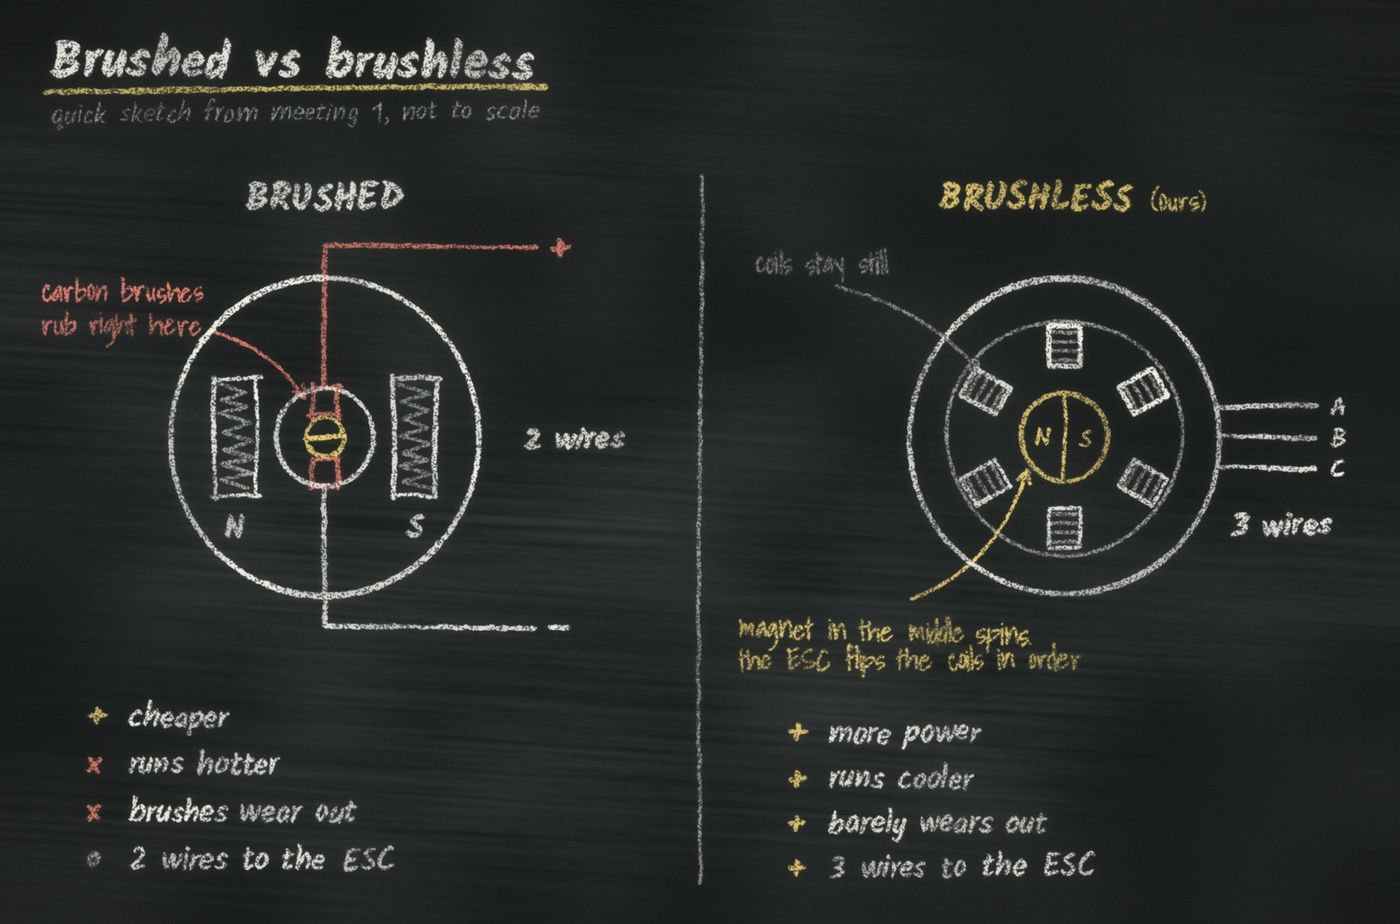 Brushed vs brushless
quick sketch from meeting 1, not to scale
BRUSHED
+
carbon brushes
rub right here
N
S
2 wires
–
+ cheaper
x runs hotter
x brushes wear out
• 2 wires to the ESC
BRUSHLESS (ours)
coils stay still
N S
A
B
C
3 wires
magnet in the middle spins.
the ESC flips the coils in order
+ more power
+ runs cooler
+ barely wears out
+ 3 wires to the ESC